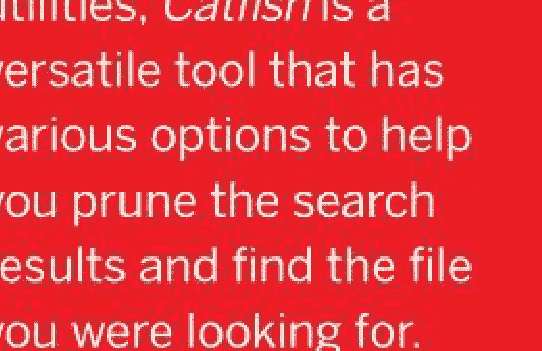 utilities, Catfish is a
versatile tool that has
various options to help
you prune the search
results and find the file
you were looking for.